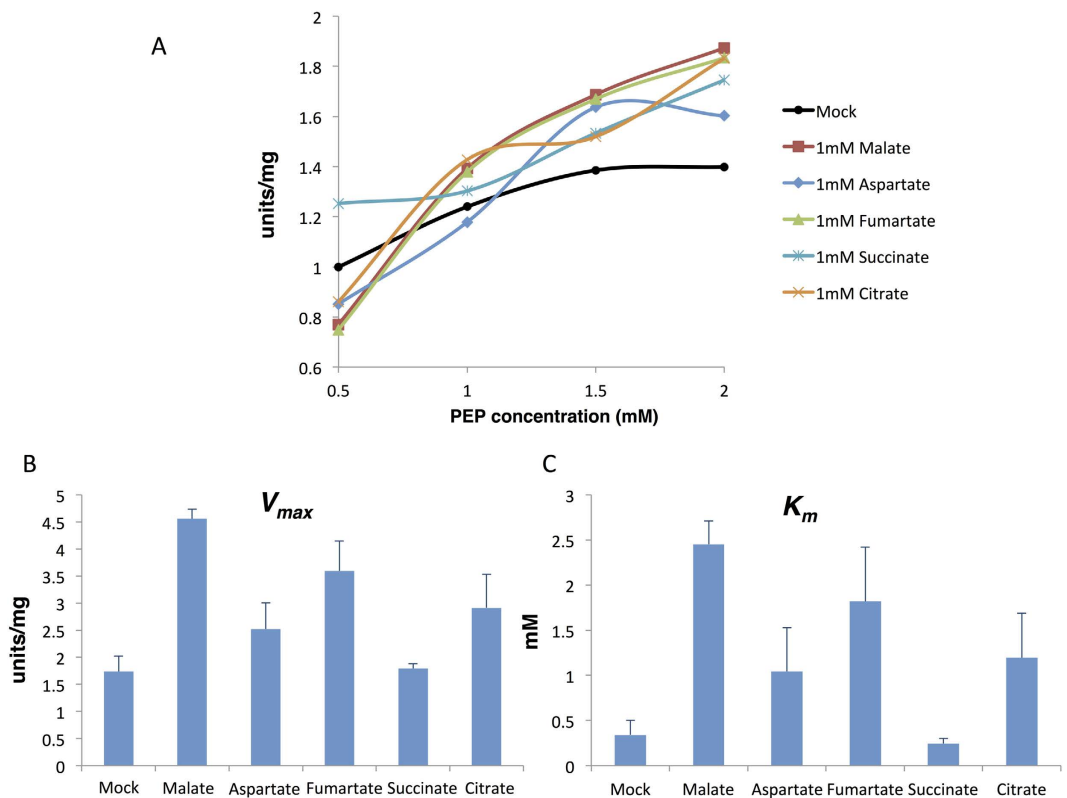 A
2
1.8
1.6
1.4
1.2
1
0.8
0.6
units/mg
0.5 1 1.5 2
PEP concentration (mM)
Mock
1mM Malate
1mM Aspartate
1mM Fumartate
1mM Succinate
1mM Citrate
B
Vmax
5
4.5
4
3.5
3
2.5
2
1.5
1
0.5
0
units/mg
Mock Malate Aspartate Fumartate Succinate Citrate
C
Km
3
2.5
2
1.5
1
0.5
0
mM
Mock Malate Aspartate Fumartate Succinate Citrate